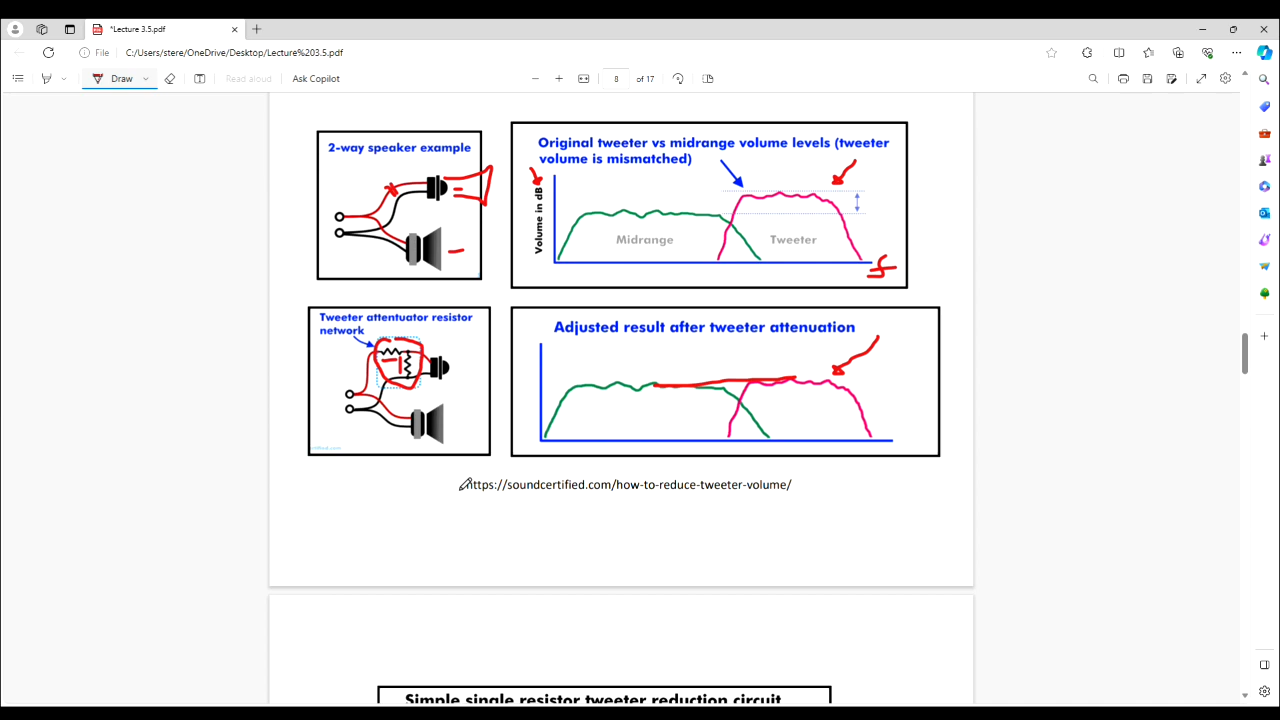 *Lecture 3.5.pdf
File
C:/Users/stere/OneDrive/Desktop/Lecture%203.5.pdf
Draw
Read aloud
Ask Copilot
8
of 17
2-way speaker example
Original tweeter vs midrange volume levels (tweeter
volume is mismatched)
Volume in dB
Midrange
Tweeter
f
Tweeter attentuator resistor
network
Adjusted result after tweeter attenuation
https://soundcertified.com/how-to-reduce-tweeter-volume/
Simple single resistor tweeter reduction circuit